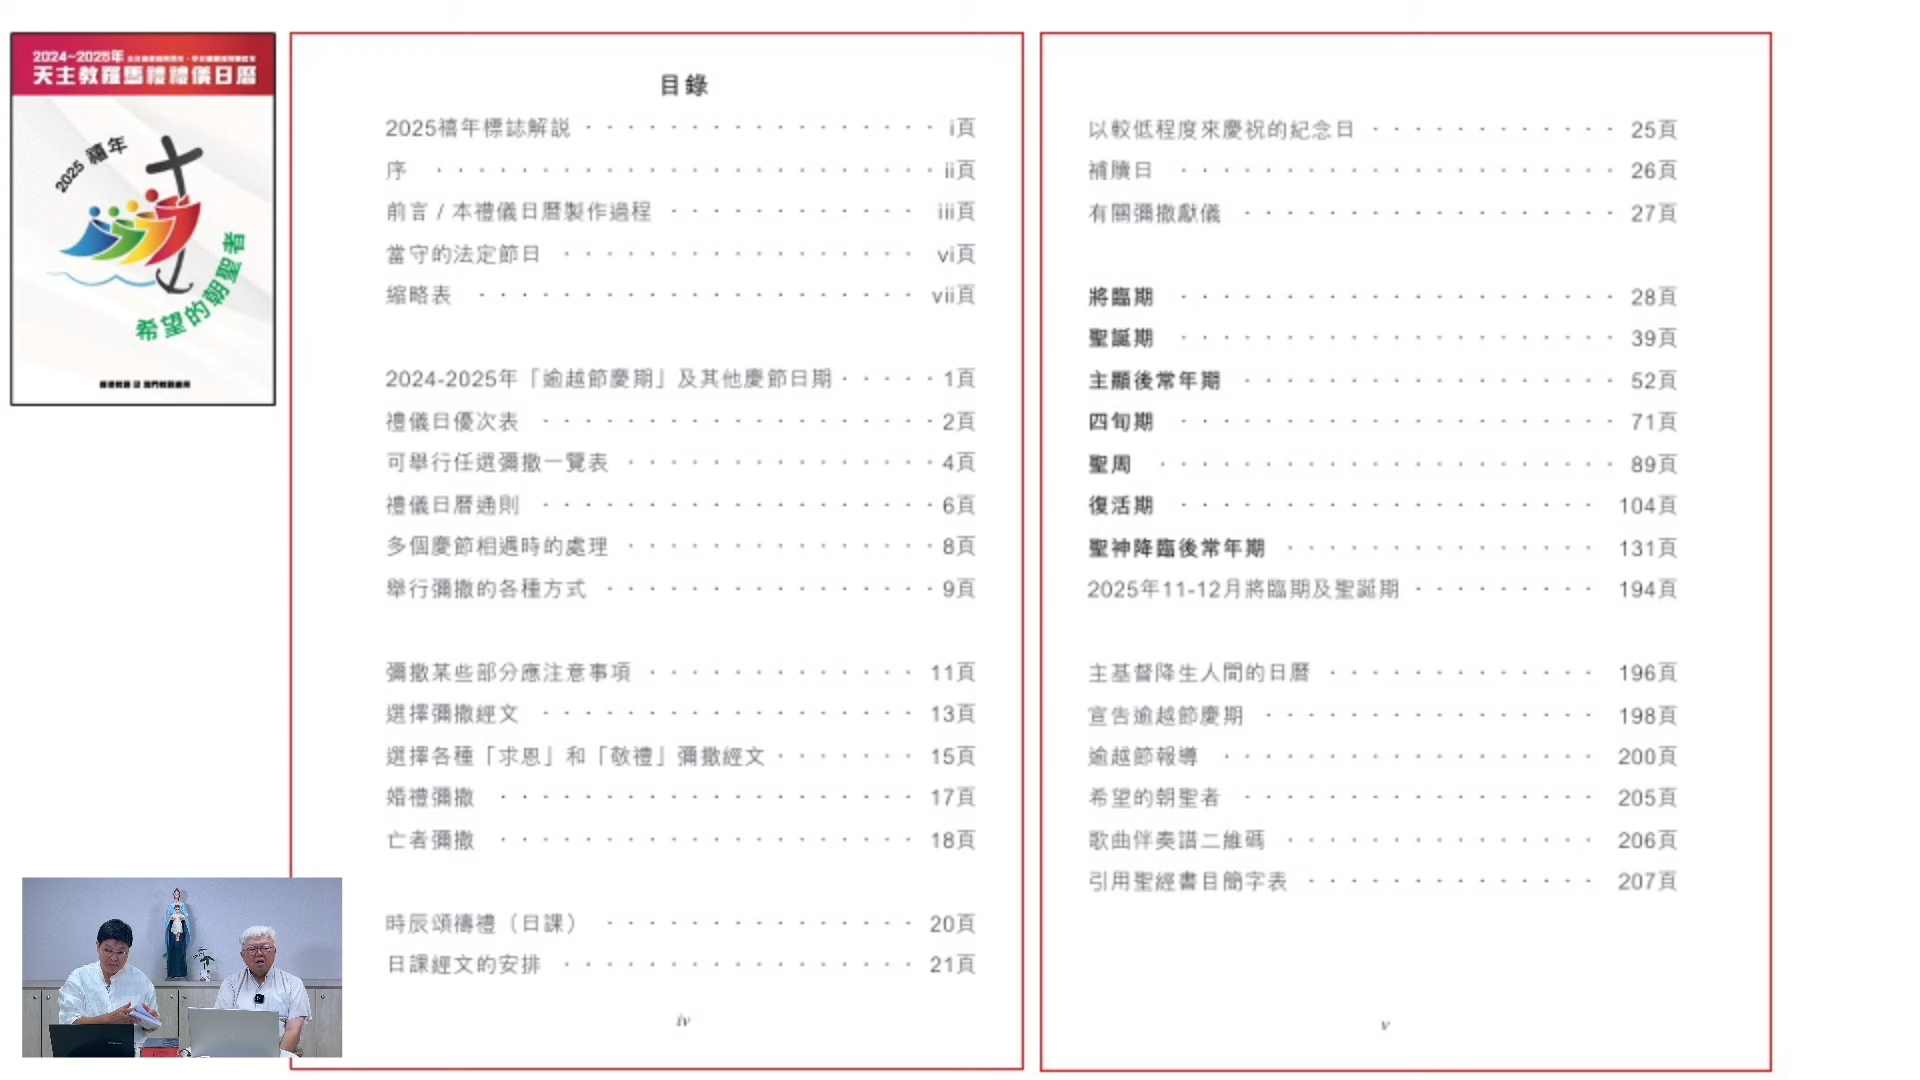 2024~2025年
天主教羅馬禮禮儀日曆
2025 禧年
希望的朝聖者
目錄
2025禧年標誌解説 · · · · · · · · · · · · · · · i頁
序 · · · · · · · · · · · · · · · · · · · · · ii頁
前言 / 本禮儀日曆製作過程 · · · · · · · · · · · iii頁
當守的法定節日 · · · · · · · · · · · · · · · vi頁
縮略表 · · · · · · · · · · · · · · · · · · · vii頁
2024-2025年「逾越節慶期」及其他慶節日期 · · · · · 1頁
禮儀日優次表 · · · · · · · · · · · · · · · · · 2頁
可舉行任選彌撒一覽表 · · · · · · · · · · · · · 4頁
禮儀日曆通則 · · · · · · · · · · · · · · · · · 6頁
多個慶節相遇時的處理 · · · · · · · · · · · · · 8頁
舉行彌撒的各種方式 · · · · · · · · · · · · · · 9頁
彌撒某些部分應注意事項 · · · · · · · · · · · · 11頁
選擇彌撒經文 · · · · · · · · · · · · · · · · 13頁
選擇各種「求恩」和「敬禮」彌撒經文 · · · · · · · 15頁
婚禮彌撒 · · · · · · · · · · · · · · · · · · 17頁
亡者彌撒 · · · · · · · · · · · · · · · · · · 18頁
時辰頌禱禮（日課） · · · · · · · · · · · · · 20頁
日課經文的安排 · · · · · · · · · · · · · · · 21頁
iv
以較低程度來慶祝的紀念日 · · · · · · · · · · · 25頁
補贖日 · · · · · · · · · · · · · · · · · · · 26頁
有關彌撒獻儀 · · · · · · · · · · · · · · · · 27頁
將臨期 · · · · · · · · · · · · · · · · · · · 28頁
聖誕期 · · · · · · · · · · · · · · · · · · · 39頁
主顯後常年期 · · · · · · · · · · · · · · · · 52頁
四旬期 · · · · · · · · · · · · · · · · · · · 71頁
聖周 · · · · · · · · · · · · · · · · · · · · 89頁
復活期 · · · · · · · · · · · · · · · · · · 104頁
聖神降臨後常年期 · · · · · · · · · · · · · 131頁
2025年11-12月將臨期及聖誕期 · · · · · · · · 194頁
主基督降生人間的日曆 · · · · · · · · · · · · 196頁
宣告逾越節慶期 · · · · · · · · · · · · · · 198頁
逾越節報導 · · · · · · · · · · · · · · · · 200頁
希望的朝聖者 · · · · · · · · · · · · · · · 205頁
歌曲伴奏譜二維碼 · · · · · · · · · · · · · 206頁
引用聖經書目簡字表 · · · · · · · · · · · · 207頁
v